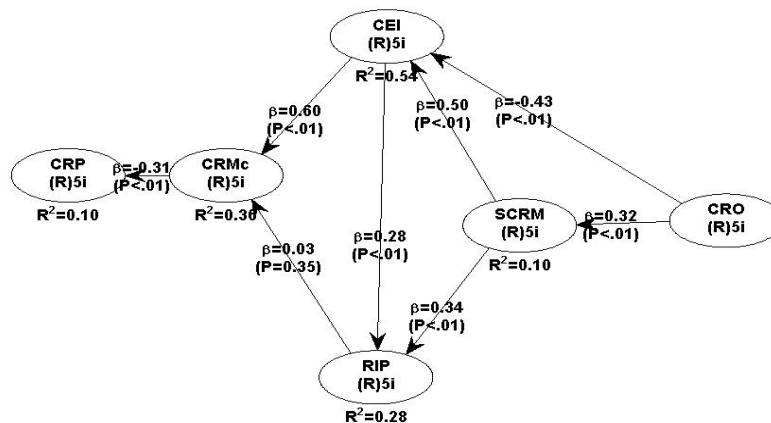 CEI
(R)5i
R²=0.54
β=0.60
(P<.01)
β=0.50
(P<.01)
β=-0.43
(P<.01)
CRP
(R)5i
R²=0.10
β=-0.31
(P<.01)
CRMc
(R)5i
R²=0.36
SCRM
(R)5i
R²=0.10
β=0.32
(P<.01)
CRO
(R)5i
β=0.03
(P=0.35)
β=0.28
(P<.01)
β=0.34
(P<.01)
RIP
(R)5i
R²=0.28